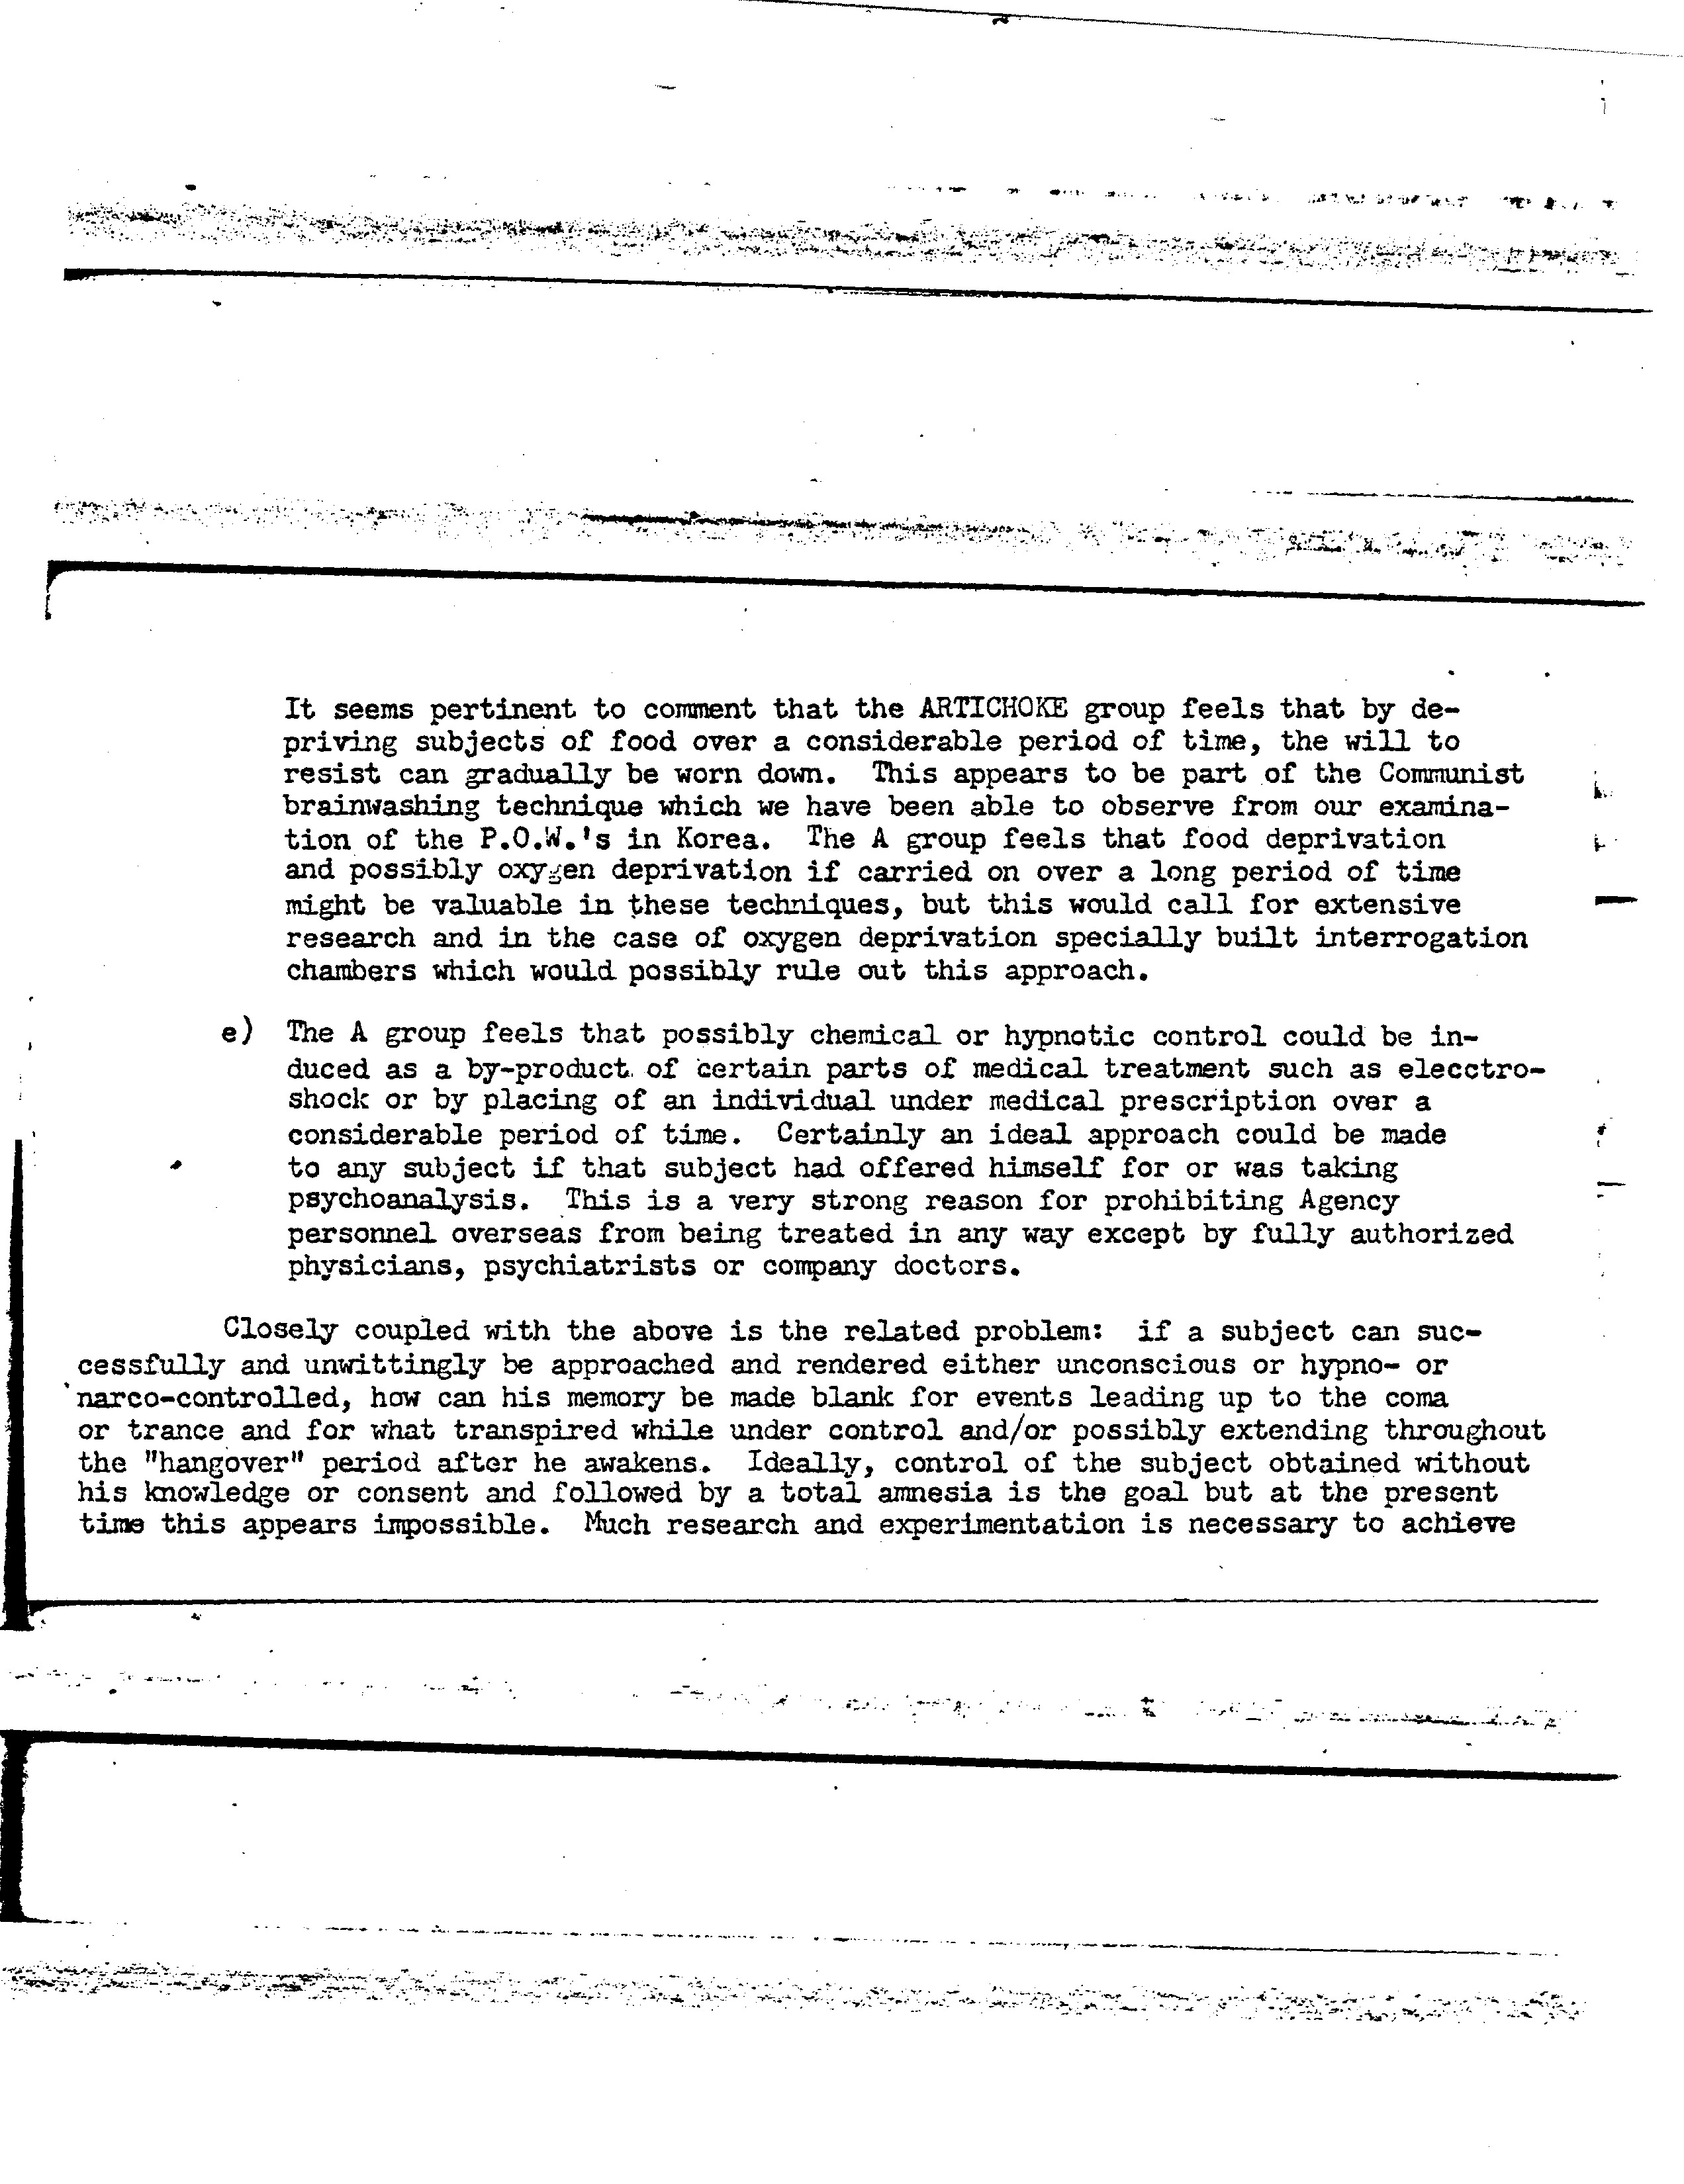 It seems pertinent to comment that the ARTICHOKE group feels that by de-
priving subjects of food over a considerable period of time, the will to
resist can gradually be worn down. This appears to be part of the Communist
brainwashing technique which we have been able to observe from our examina-
tion of the P.O.W.'s in Korea. The A group feels that food deprivation
and possibly oxygen deprivation if carried on over a long period of time
might be valuable in these techniques, but this would call for extensive
research and in the case of oxygen deprivation specially built interrogation
chambers which would possibly rule out this approach.
e) The A group feels that possibly chemical or hypnotic control could be in-
duced as a by-product of certain parts of medical treatment such as elecctro-
shock or by placing of an individual under medical prescription over a
considerable period of time. Certainly an ideal approach could be made
to any subject if that subject had offered himself for or was taking
psychoanalysis. This is a very strong reason for prohibiting Agency
personnel overseas from being treated in any way except by fully authorized
physicians, psychiatrists or company doctors.
Closely coupled with the above is the related problem: if a subject can suc-
cessfully and unwittingly be approached and rendered either unconscious or hypno- or
narco-controlled, how can his memory be made blank for events leading up to the coma
or trance and for what transpired while under control and/or possibly extending throughout
the "hangover" period after he awakens. Ideally, control of the subject obtained without
his knowledge or consent and followed by a total amnesia is the goal but at the present
time this appears impossible. Much research and experimentation is necessary to achieve